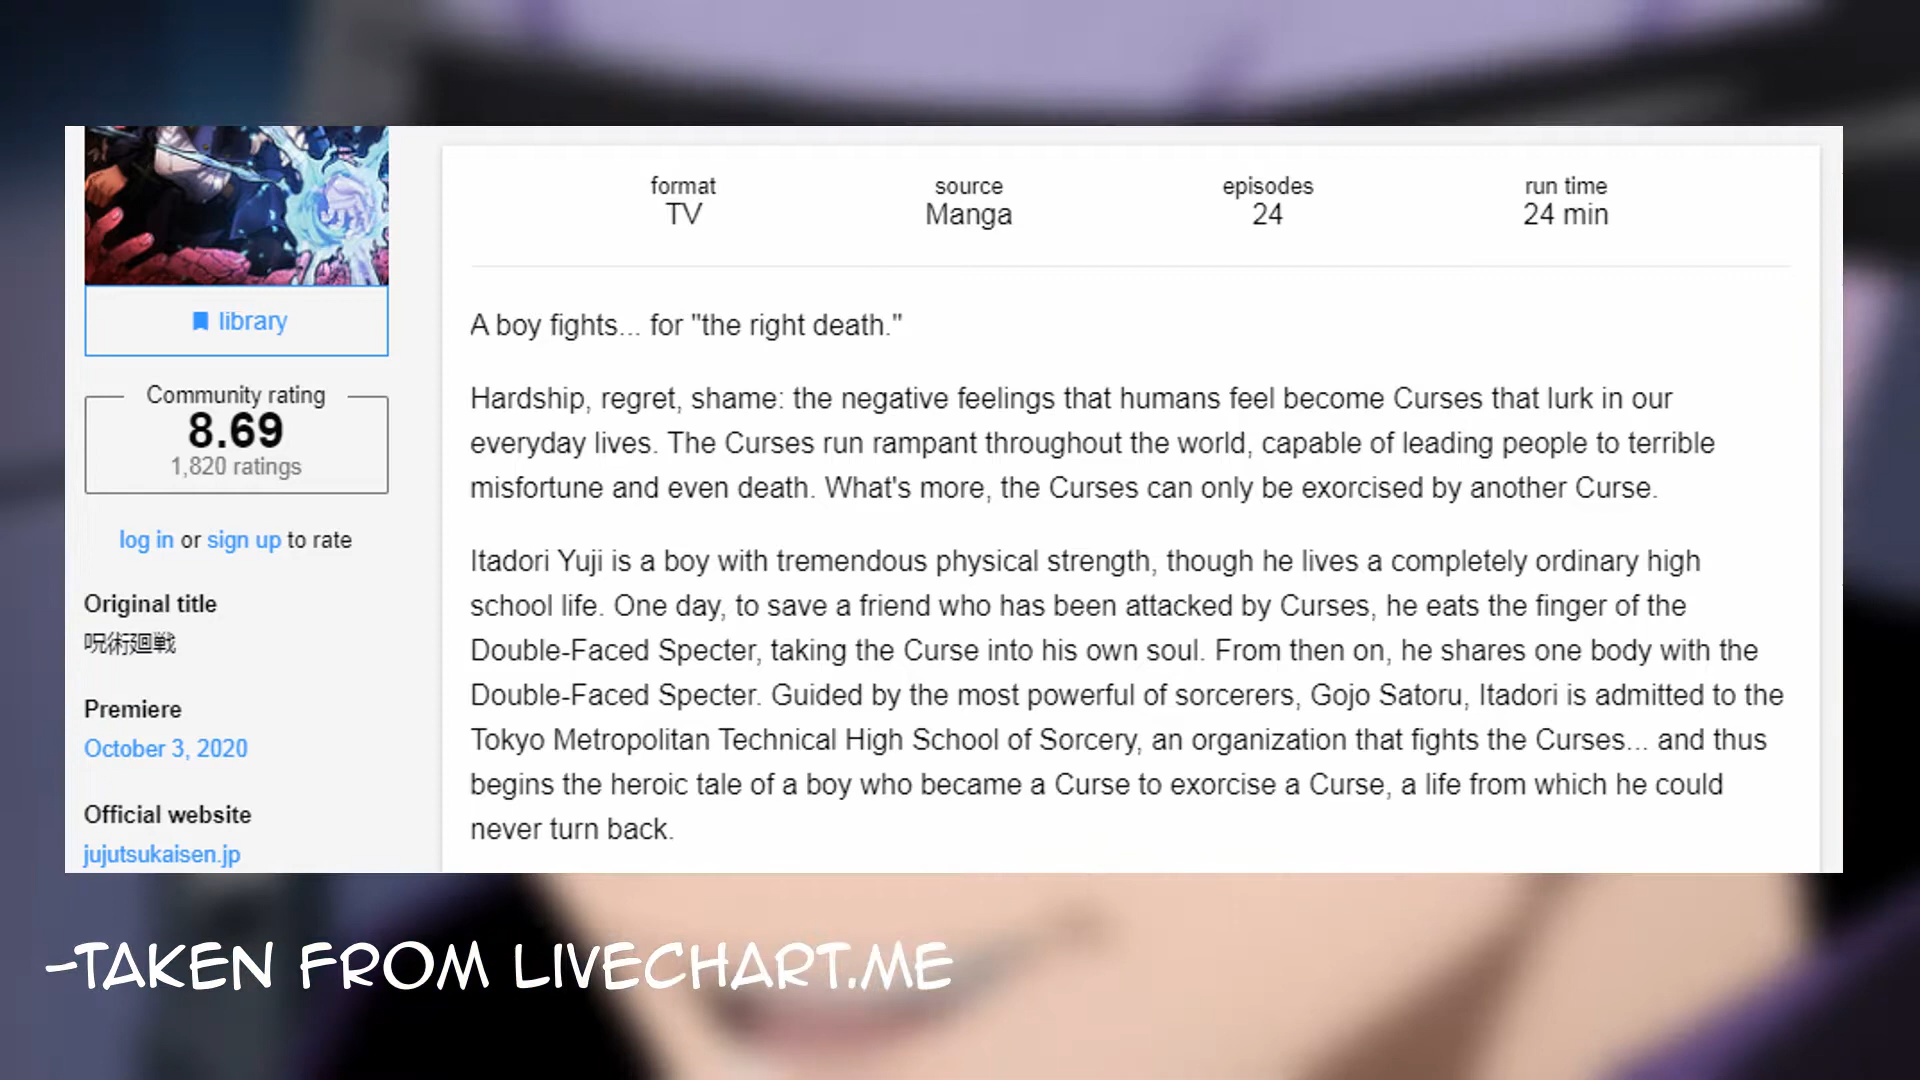 format
TV
source
Manga
episodes
24
run time
24 min
library
Community rating
8.69
1,820 ratings
log in or sign up to rate
Original title
呪術廻戦
Premiere
October 3, 2020
Official website
jujutsukaisen.jp
A boy fights... for "the right death."
Hardship, regret, shame: the negative feelings that humans feel become Curses that lurk in our
everyday lives. The Curses run rampant throughout the world, capable of leading people to terrible
misfortune and even death. What's more, the Curses can only be exorcised by another Curse.
Itadori Yuji is a boy with tremendous physical strength, though he lives a completely ordinary high
school life. One day, to save a friend who has been attacked by Curses, he eats the finger of the
Double-Faced Specter, taking the Curse into his own soul. From then on, he shares one body with the
Double-Faced Specter. Guided by the most powerful of sorcerers, Gojo Satoru, Itadori is admitted to the
Tokyo Metropolitan Technical High School of Sorcery, an organization that fights the Curses... and thus
begins the heroic tale of a boy who became a Curse to exorcise a Curse, a life from which he could
never turn back.
-TAKEN FROM LIVECHART.ME